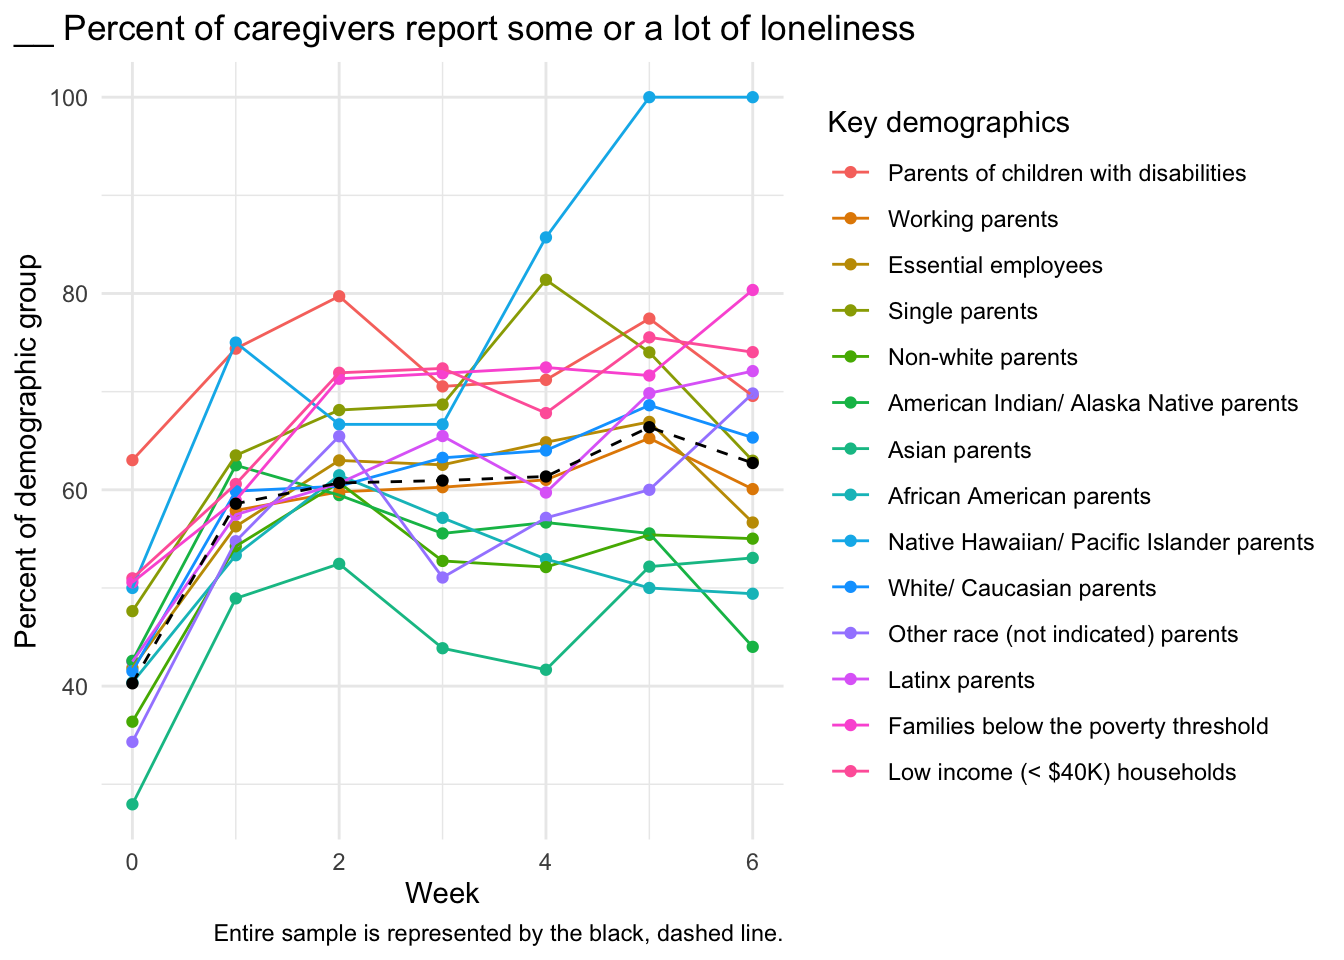 __ Percent of caregivers report some or a lot of loneliness
Percent of demographic group
100
80
60
40
0
2
4
6
Week
Entire sample is represented by the black, dashed line.
Key demographics
Parents of children with disabilities
Working parents
Essential employees
Single parents
Non-white parents
American Indian/ Alaska Native parents
Asian parents
African American parents
Native Hawaiian/ Pacific Islander parents
White/ Caucasian parents
Other race (not indicated) parents
Latinx parents
Families below the poverty threshold
Low income (< $40K) households